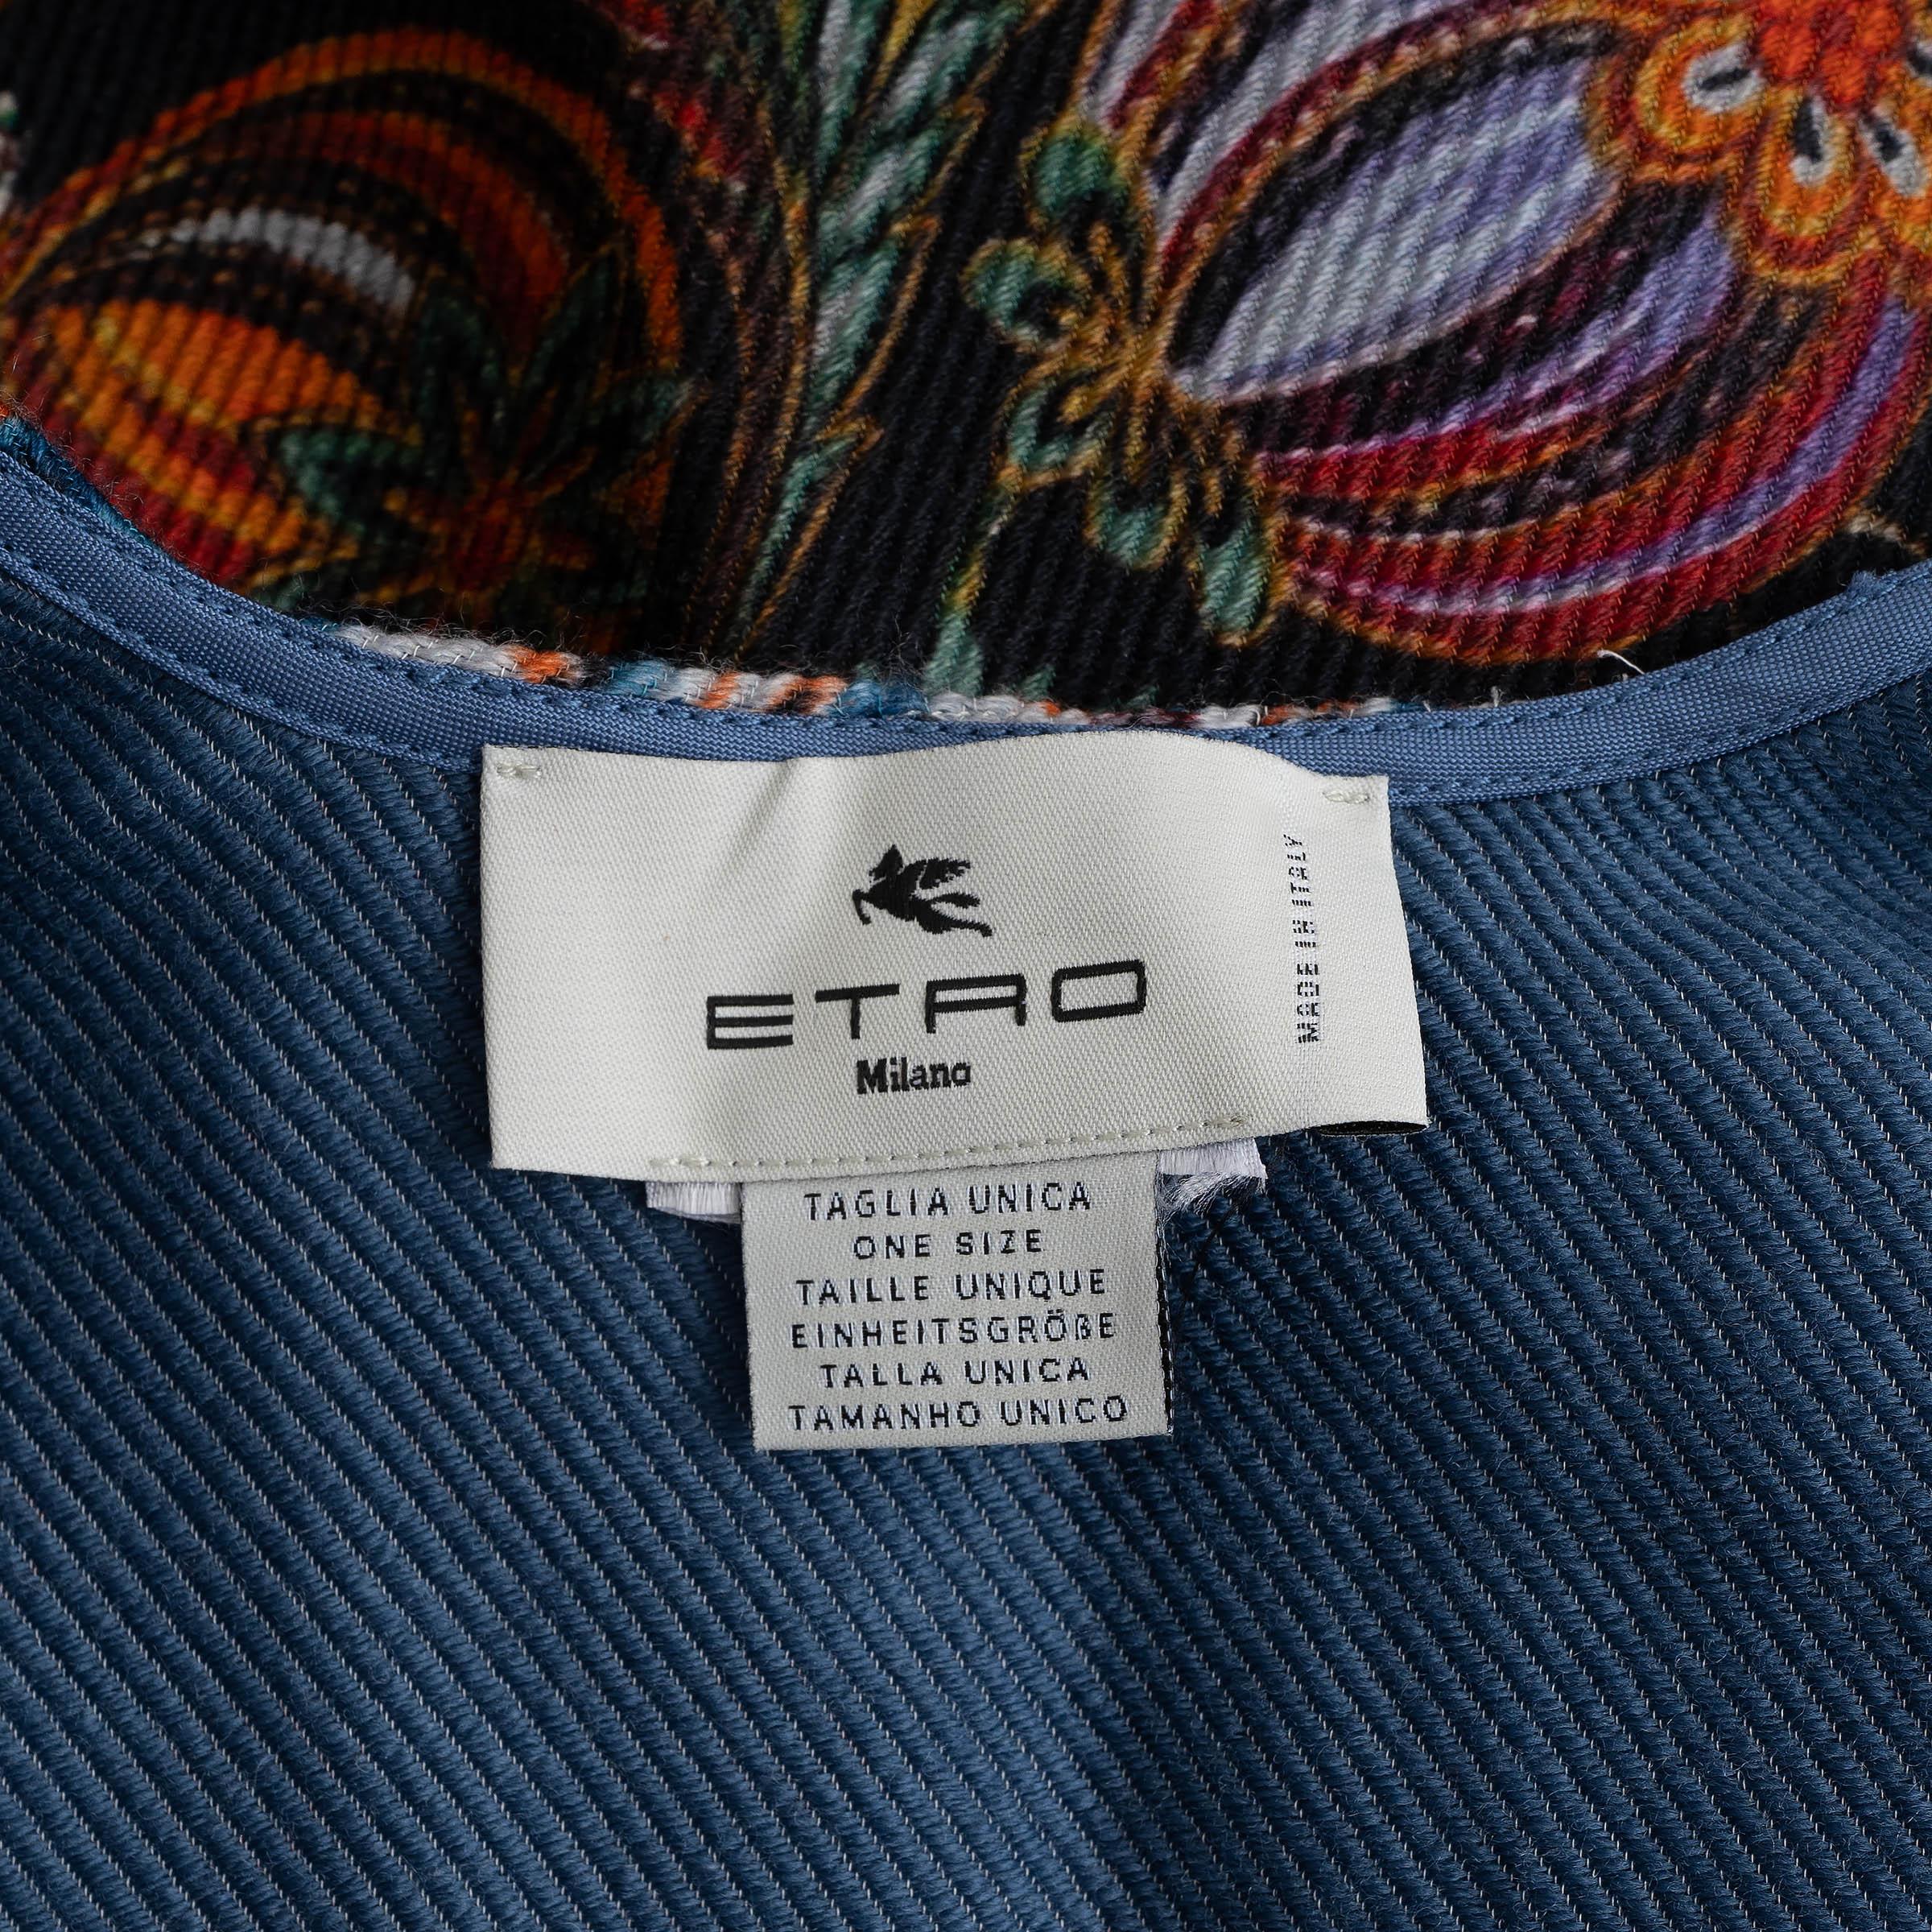 ETRO
Milano
MADE IN ITALY
TAGLIA UNICA
ONE SIZE
TAILLE UNIQUE
EINHEITSGRÖßE
TALLA UNICA
TAMANHO UNICO